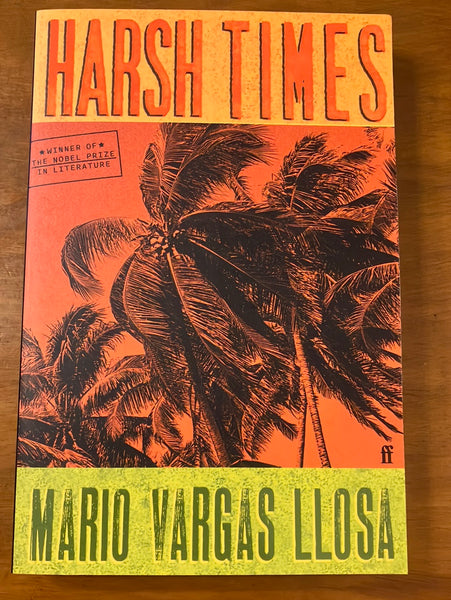 HARSH TIMES
★WINNER OF★
THE NOBEL PRIZE
IN LITERATURE
ff
MARIO VARGAS LLOSA